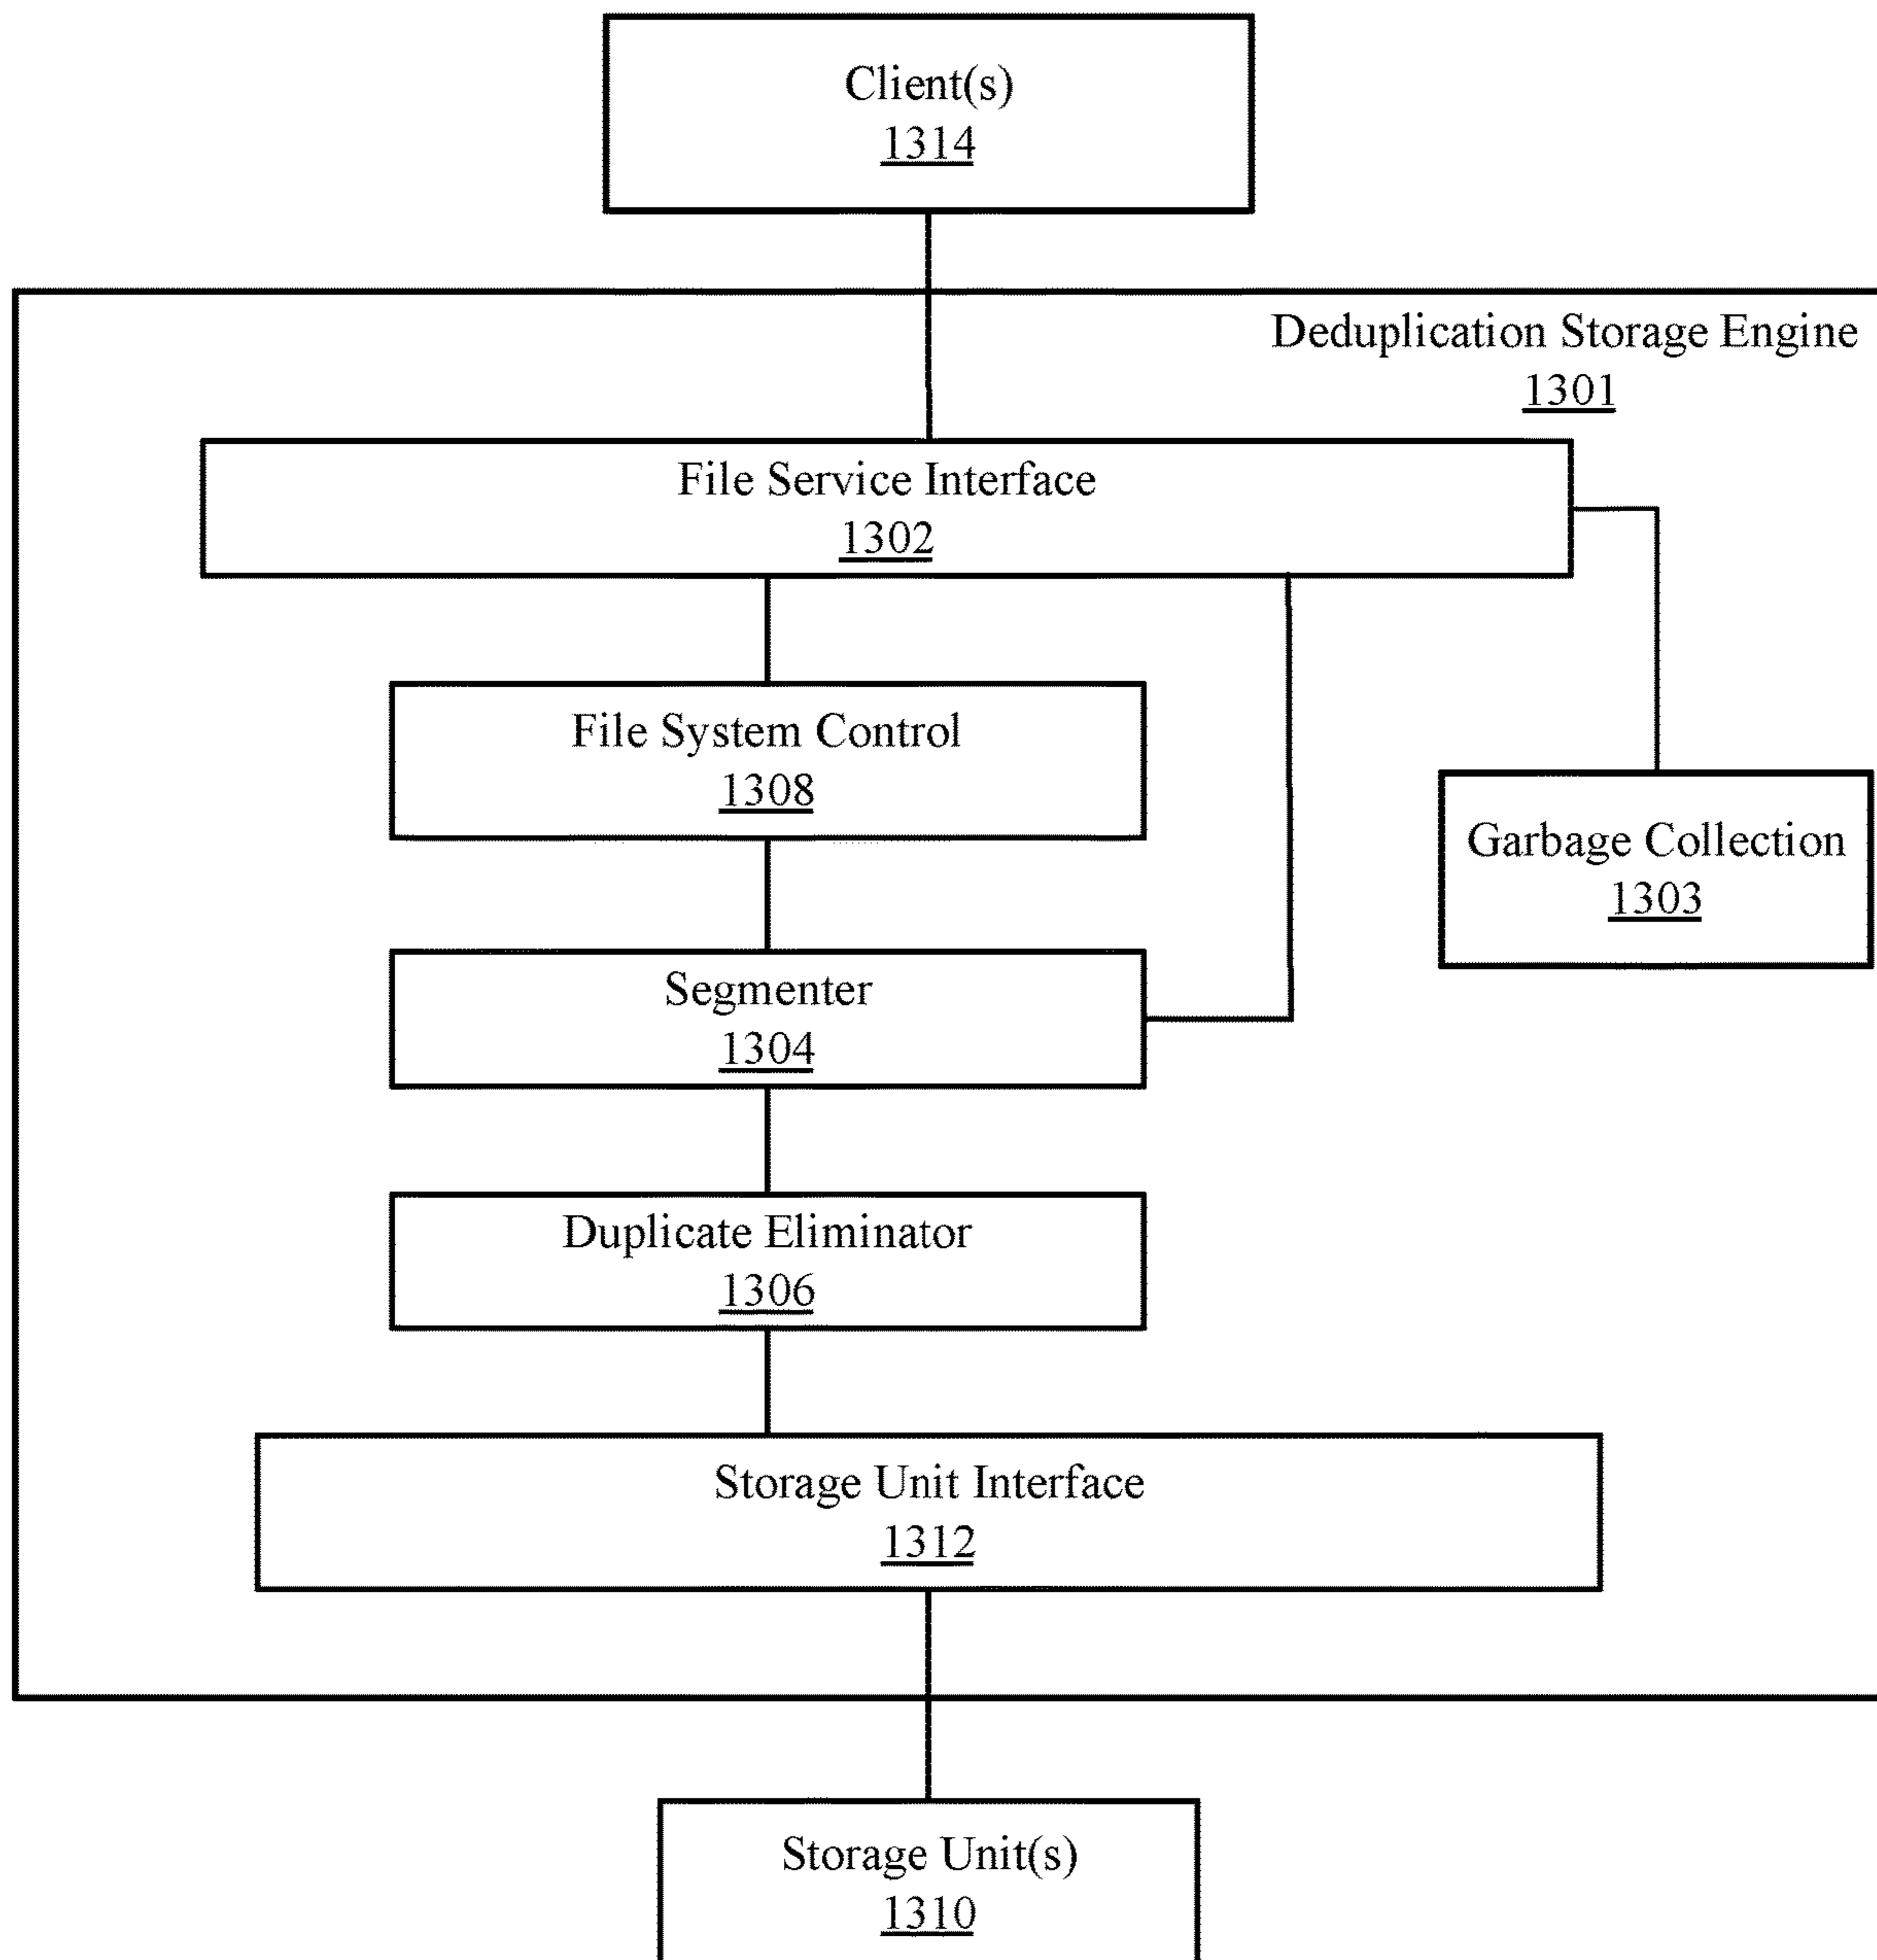 Client(s)
1314
Deduplication Storage Engine
1301
File Service Interface
1302
File System Control
1308
Garbage Collection
1303
Segmenter
1304
Duplicate Eliminator
1306
Storage Unit Interface
1312
Storage Unit(s)
1310